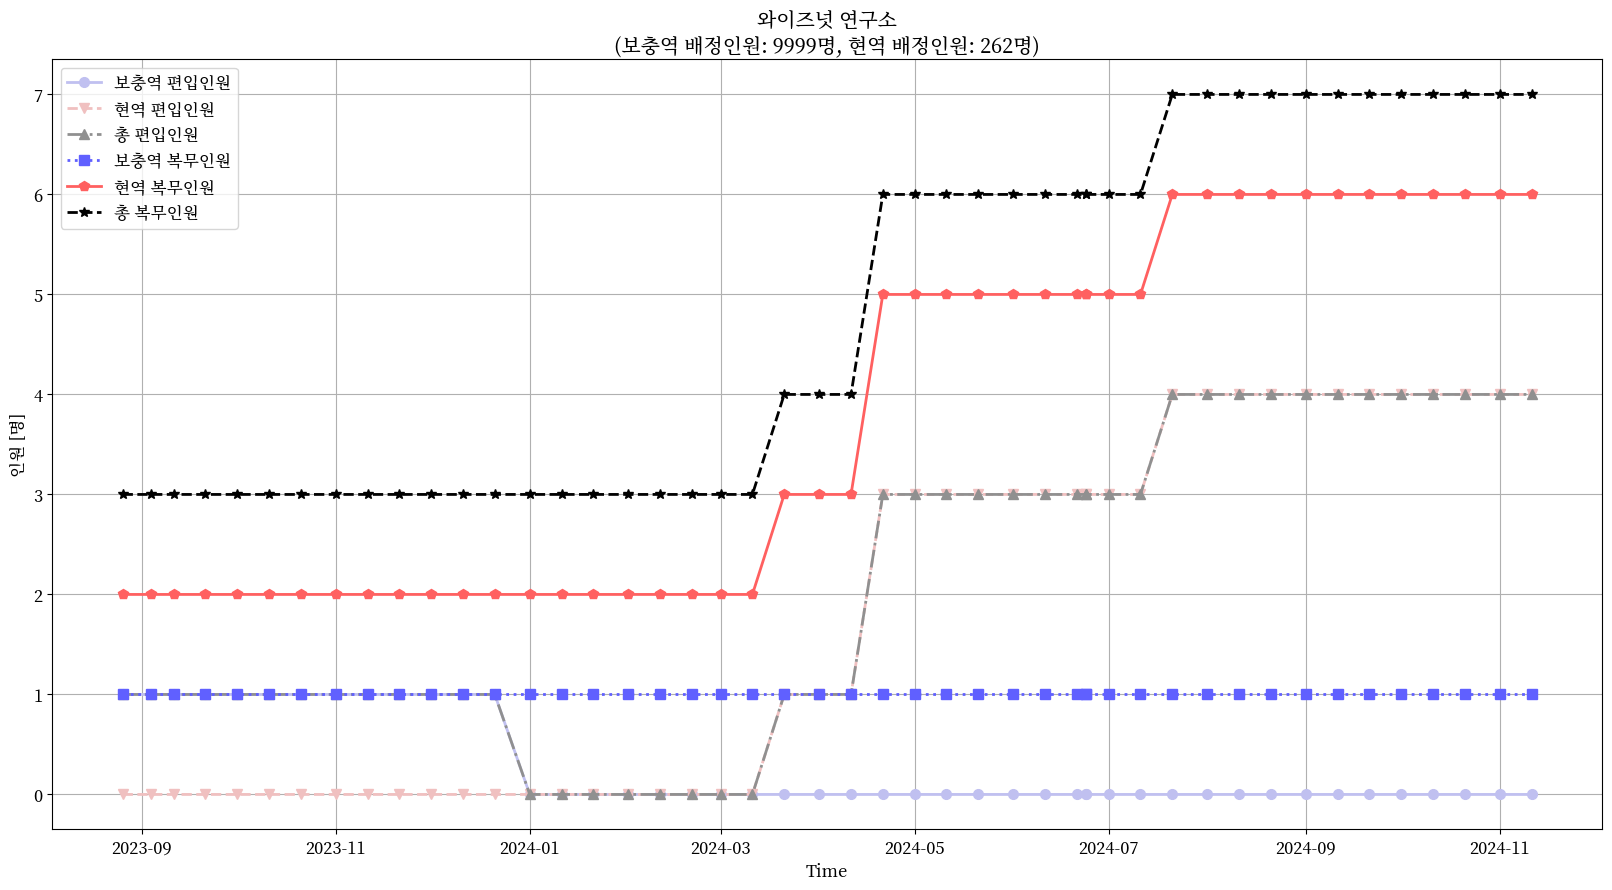 와이즈넛 연구소
(보충역 배정인원: 9999명, 현역 배정인원: 262명)
보충역 편입인원
현역 편입인원
총 편입인원
보충역 복무인원
현역 복무인원
총 복무인원
7
6
5
4
3
2
1
0
인원 [명]
2023-09
2023-11
2024-01
2024-03
2024-05
2024-07
2024-09
2024-11
Time